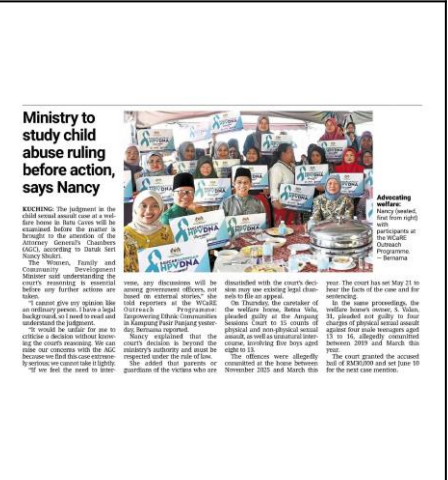 Ministry to
study child
abuse ruling
before action,
says Nancy
KUCHING: The judgment in the
child sexual assault case at a wel-
fare home in Batu Caves will be
examined before the matter is
brought to the attention of the
Attorney General's Chambers
(AGC), according to Datuk Seri
Nancy Shukri.
The Women, Family and
Community Development
Minister said understanding the
court's reasoning is essential
before any further actions are
taken.
"I cannot give my opinion like
an ordinary person. I have a legal
background, so I need to read and
understand the judgment.
"It would be unfair for me to
criticise a decision without know-
ing the court's reasoning. We can
raise our concerns with the AGC
because we find this case extreme-
ly serious; we cannot take it lightly.
"If we feel the need to inter-
vene, any discussions will be
among government officers, not
based on external stories," she
told reporters at the WCaRE
Outreach Programme:
Empowering Ethnic Communities
in Kampung Pasir Panjang yester-
day, Bernama reported.
Nancy explained that the
court's decision is beyond the
ministry's authority and must be
respected under the rule of law.
She added that parents or
guardians of the victims who are
dissatisfied with the court's deci-
sion may use existing legal chan-
nels to file an appeal.
On Thursday, the caretaker of
the welfare home, Retna Velu,
pleaded guilty at the Ampang
Sessions Court to 15 counts of
physical and non-physical sexual
assault, as well as unnatural inter-
course, involving five boys aged
eight to 13.
The offences were allegedly
committed at the home between
November 2025 and March this
year. The court has set May 21 to
hear the facts of the case and for
sentencing.
In the same proceedings, the
welfare home's owner, S. Valan,
31, pleaded not guilty to four
charges of physical sexual assault
against four male teenagers aged
13 to 16, allegedly committed
between 2019 and March this
year.
The court granted the accused
bail of RM30,000 and set June 10
for the next case mention.
Advocating
welfare:
Nancy (seated,
first from right)
with
participants at
the WCaRE
Outreach
Programme.
— Bernama
HPVDNA
HPVDNA
HPVDNA
HPVDNA